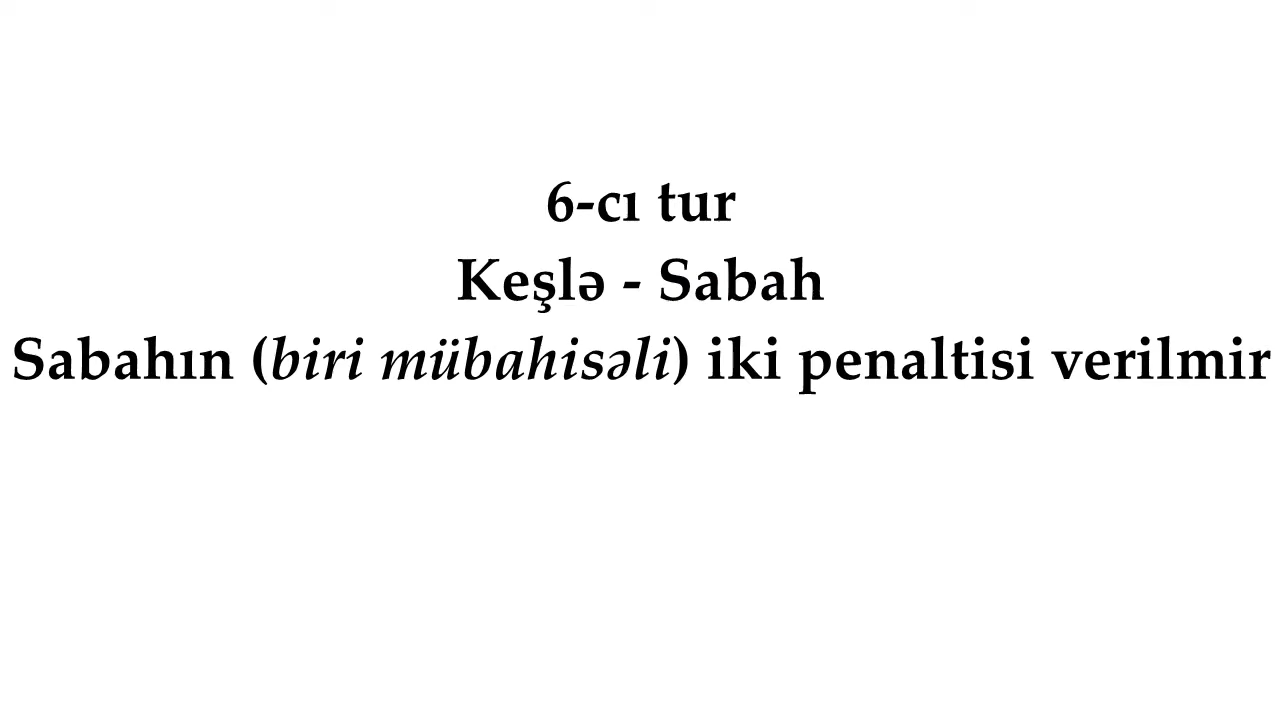 6-cı tur
Keşlə - Sabah
Sabahın (biri mübahisəli) iki penaltisi verilmir